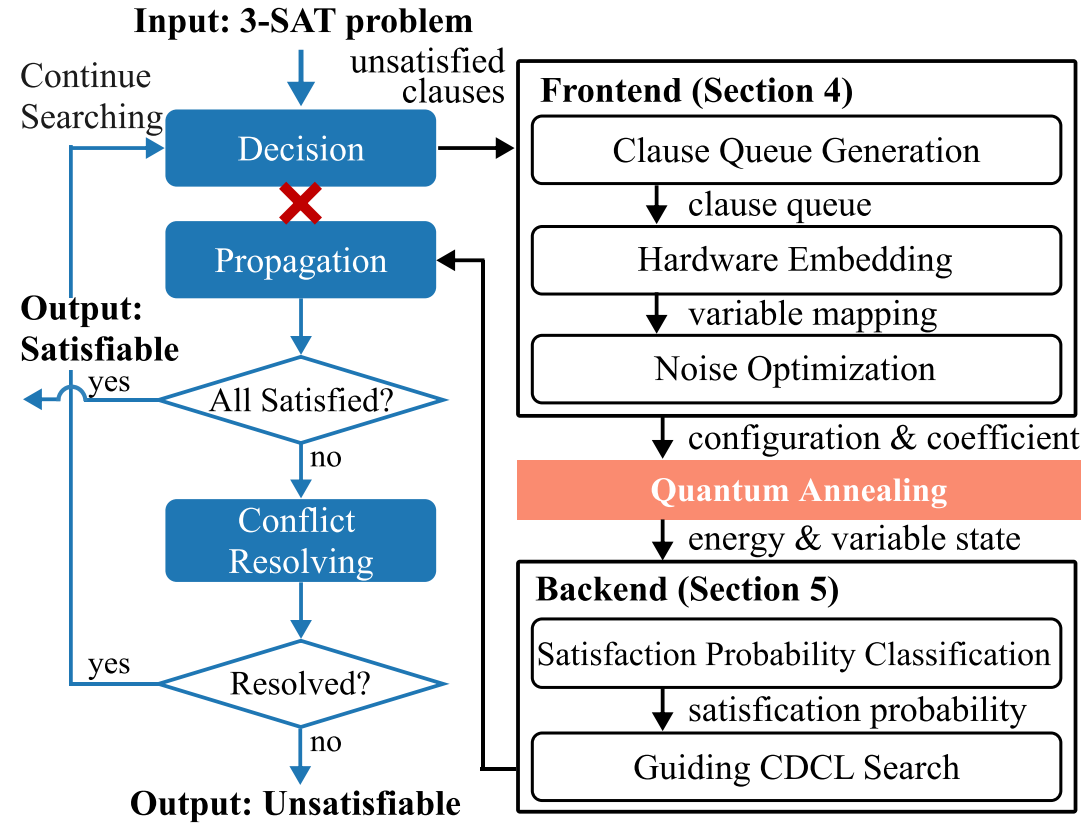 Input: 3-SAT problem
Continue
Searching
unsatisfied
clauses
Decision
Propagation
Output:
Satisfiable
yes
All Satisfied?
no
Conflict
Resolving
yes
Resolved?
no
Output: Unsatisfiable
Frontend (Section 4)
Clause Queue Generation
clause queue
Hardware Embedding
variable mapping
Noise Optimization
configuration & coefficient
Quantum Annealing
energy & variable state
Backend (Section 5)
Satisfaction Probability Classification
satisfication probability
Guiding CDCL Search